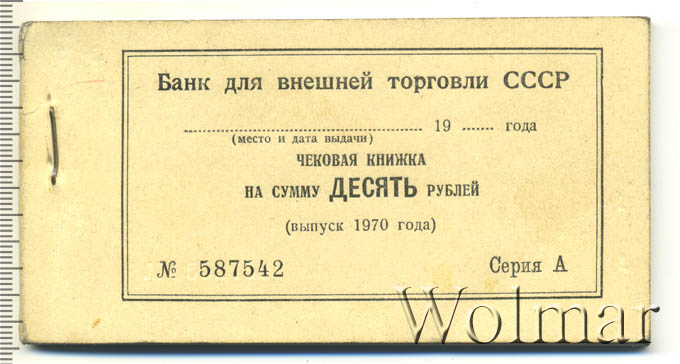 Банк для внешней торговли СССР
19 ...... года
(место и дата выдачи)
ЧЕКОВАЯ КНИЖКА
НА СУММУ ДЕСЯТЬ РУБЛЕЙ
(выпуск 1970 года)
№ 587542 Серия А
Wolmar